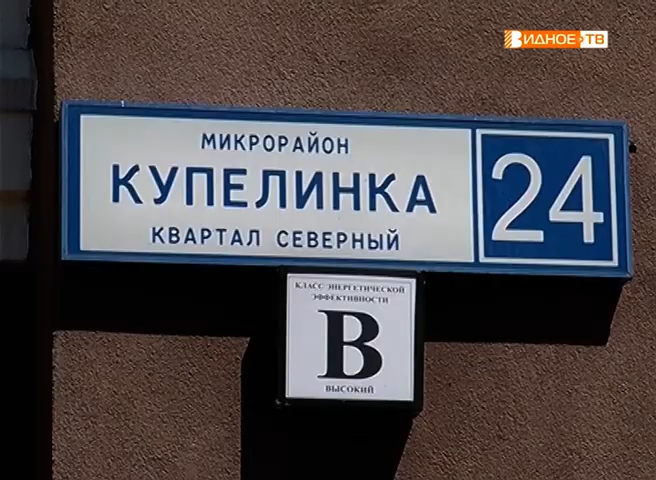 ВИДНОЕ-ТВ
МИКРОРАЙОН
КУПЕЛИНКА
КВАРТАЛ СЕВЕРНЫЙ
24
КЛАСС ЭНЕРГЕТИЧЕСКОЙ
ЭФФЕКТИВНОСТИ
В
ВЫСОКИЙ